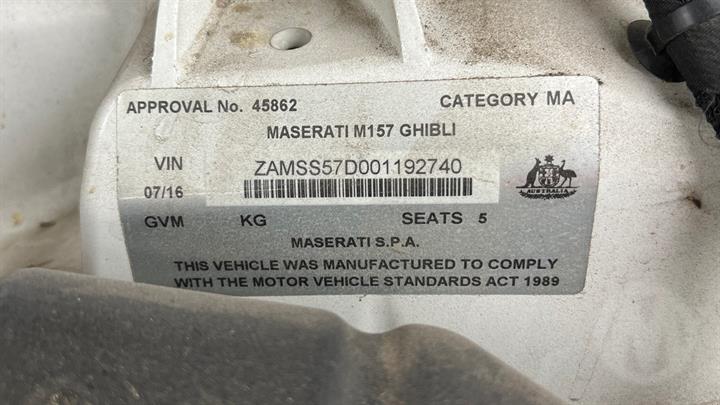 APPROVAL No. 45862 CATEGORY MA
MASERATI M157 GHIBLI
VIN ZAMSS57D001192740
07/16
AUSTRALIA
GVM KG SEATS 5
MASERATI S.P.A.
THIS VEHICLE WAS MANUFACTURED TO COMPLY
WITH THE MOTOR VEHICLE STANDARDS ACT 1989